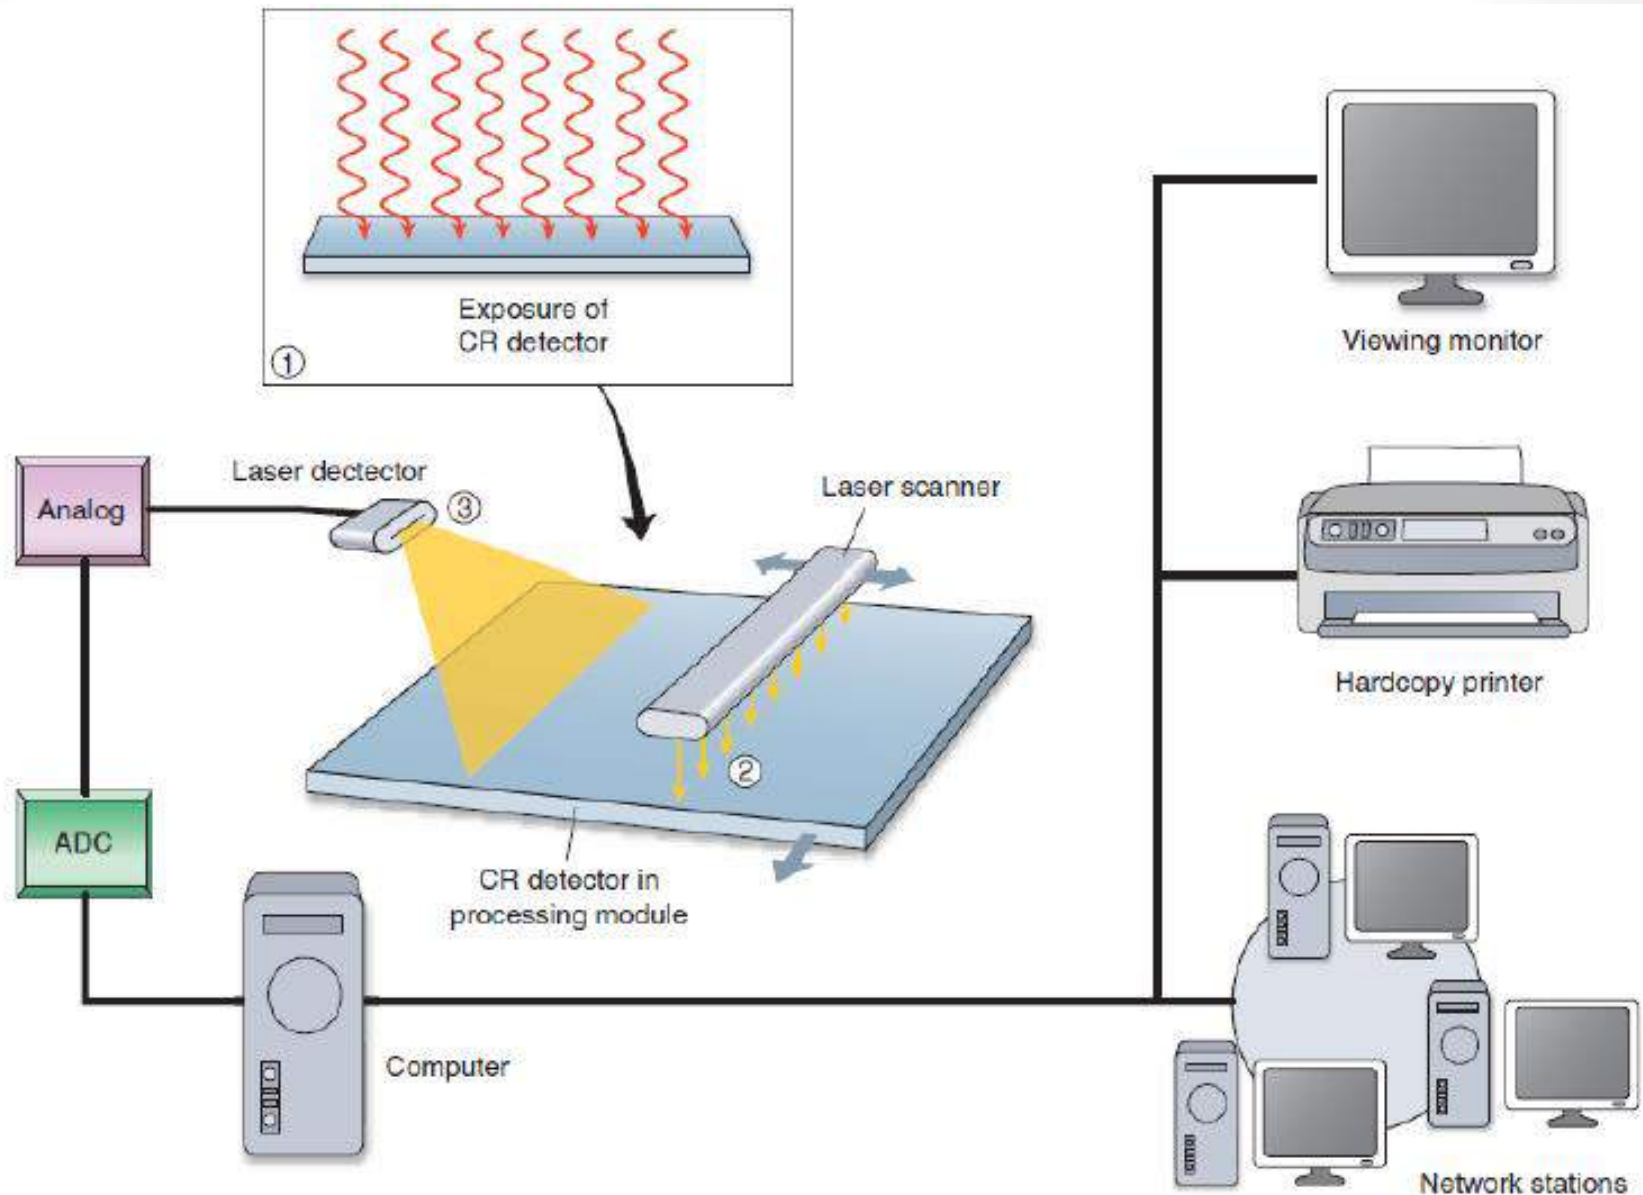 Exposure of
CR detector
①
Laser dectector
③
Laser scanner
Analog
②
ADC
CR detector in
processing module
Computer
Viewing monitor
Hardcopy printer
Network stations